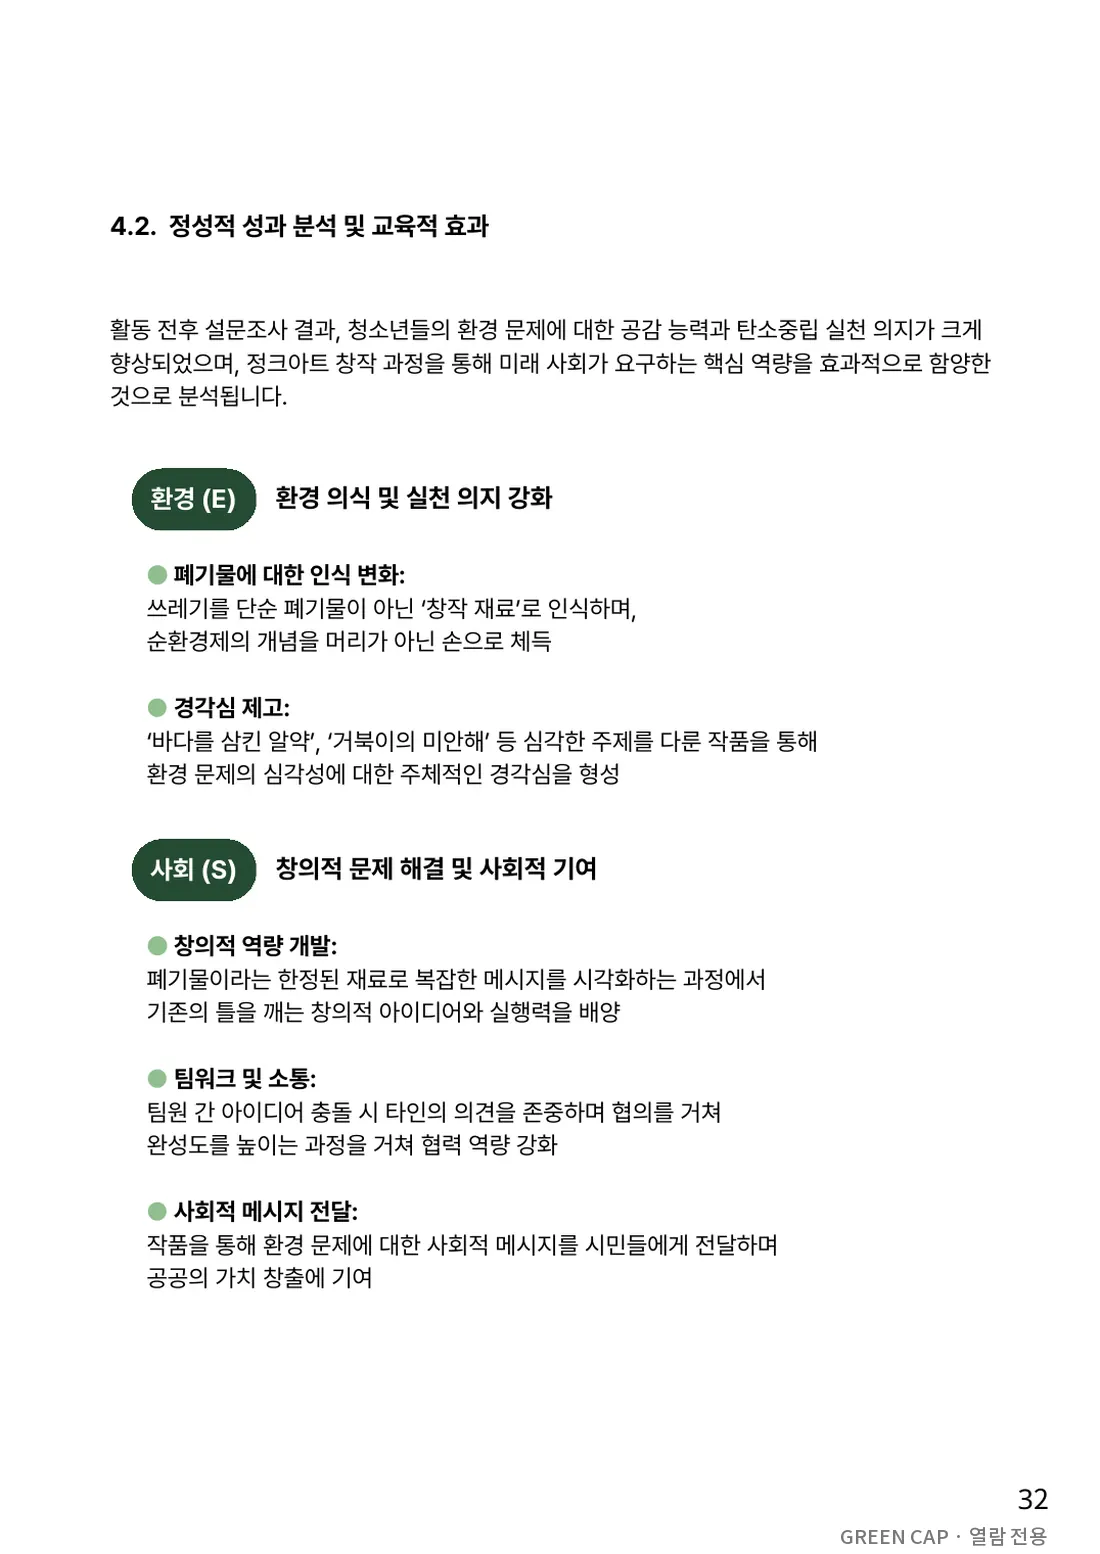 4.2. 정성적 성과 분석 및 교육적 효과
활동 전후 설문조사 결과, 청소년들의 환경 문제에 대한 공감 능력과 탄소중립 실천 의지가 크게
향상되었으며, 정크아트 창작 과정을 통해 미래 사회가 요구하는 핵심 역량을 효과적으로 함양한
것으로 분석됩니다.
환경 (E) 환경 의식 및 실천 의지 강화
● 폐기물에 대한 인식 변화:
쓰레기를 단순 폐기물이 아닌 ‘창작 재료’로 인식하며,
순환경제의 개념을 머리가 아닌 손으로 체득
● 경각심 제고:
‘바다를 삼킨 알약’, ‘거북이의 미안해’ 등 심각한 주제를 다룬 작품을 통해
환경 문제의 심각성에 대한 주체적인 경각심을 형성
사회 (S) 창의적 문제 해결 및 사회적 기여
● 창의적 역량 개발:
폐기물이라는 한정된 재료로 복잡한 메시지를 시각화하는 과정에서
기존의 틀을 깨는 창의적 아이디어와 실행력을 배양
● 팀워크 및 소통:
팀원 간 아이디어 충돌 시 타인의 의견을 존중하며 협의를 거쳐
완성도를 높이는 과정을 거쳐 협력 역량 강화
● 사회적 메시지 전달:
작품을 통해 환경 문제에 대한 사회적 메시지를 시민들에게 전달하며
공공의 가치 창출에 기여
32
GREEN CAP · 열람 전용